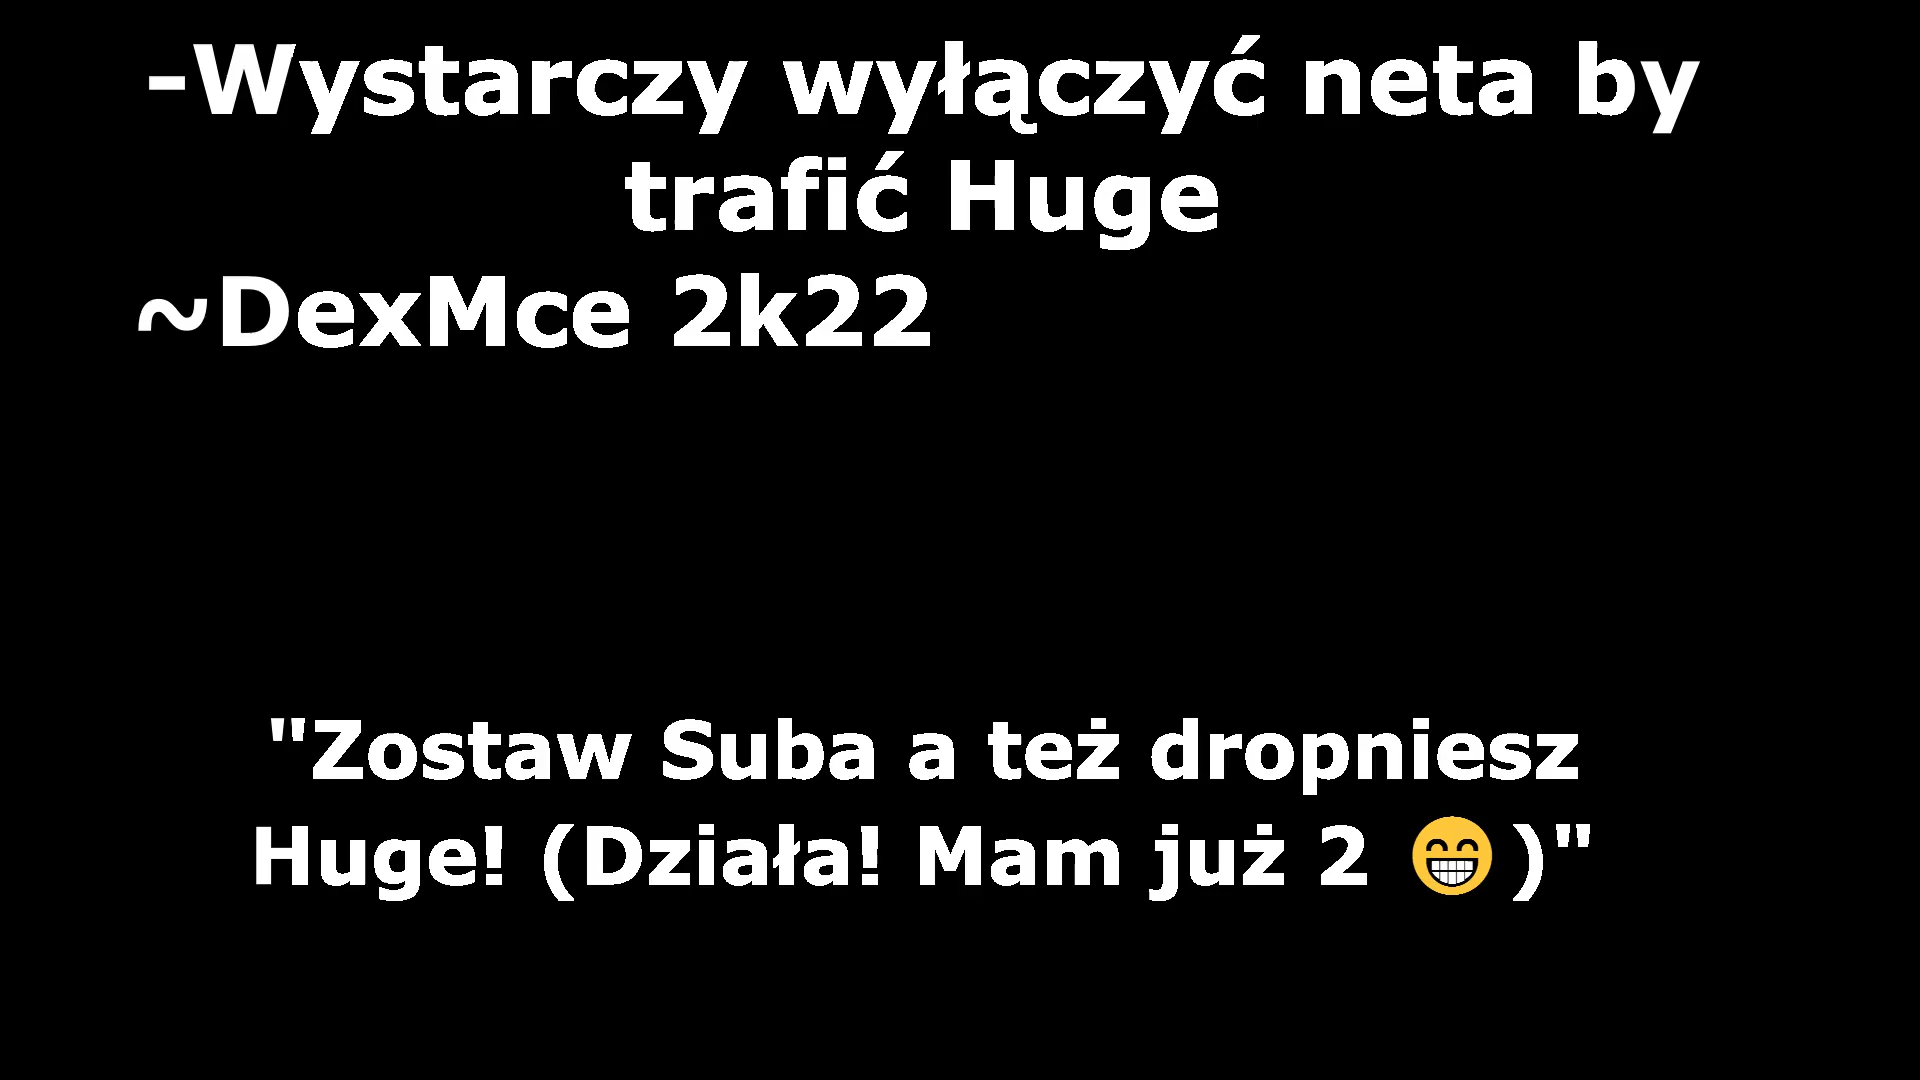 -Wystarczy wyłączyć neta by
trafić Huge
~DexMce 2k22
"Zostaw Suba a też dropniesz
Huge! (Działa! Mam już 2 😁)"